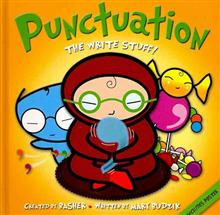 Punctuation
THE WRITE STUFF!
CREATED BY BASHER · WRITTEN BY MARY BUDZIK